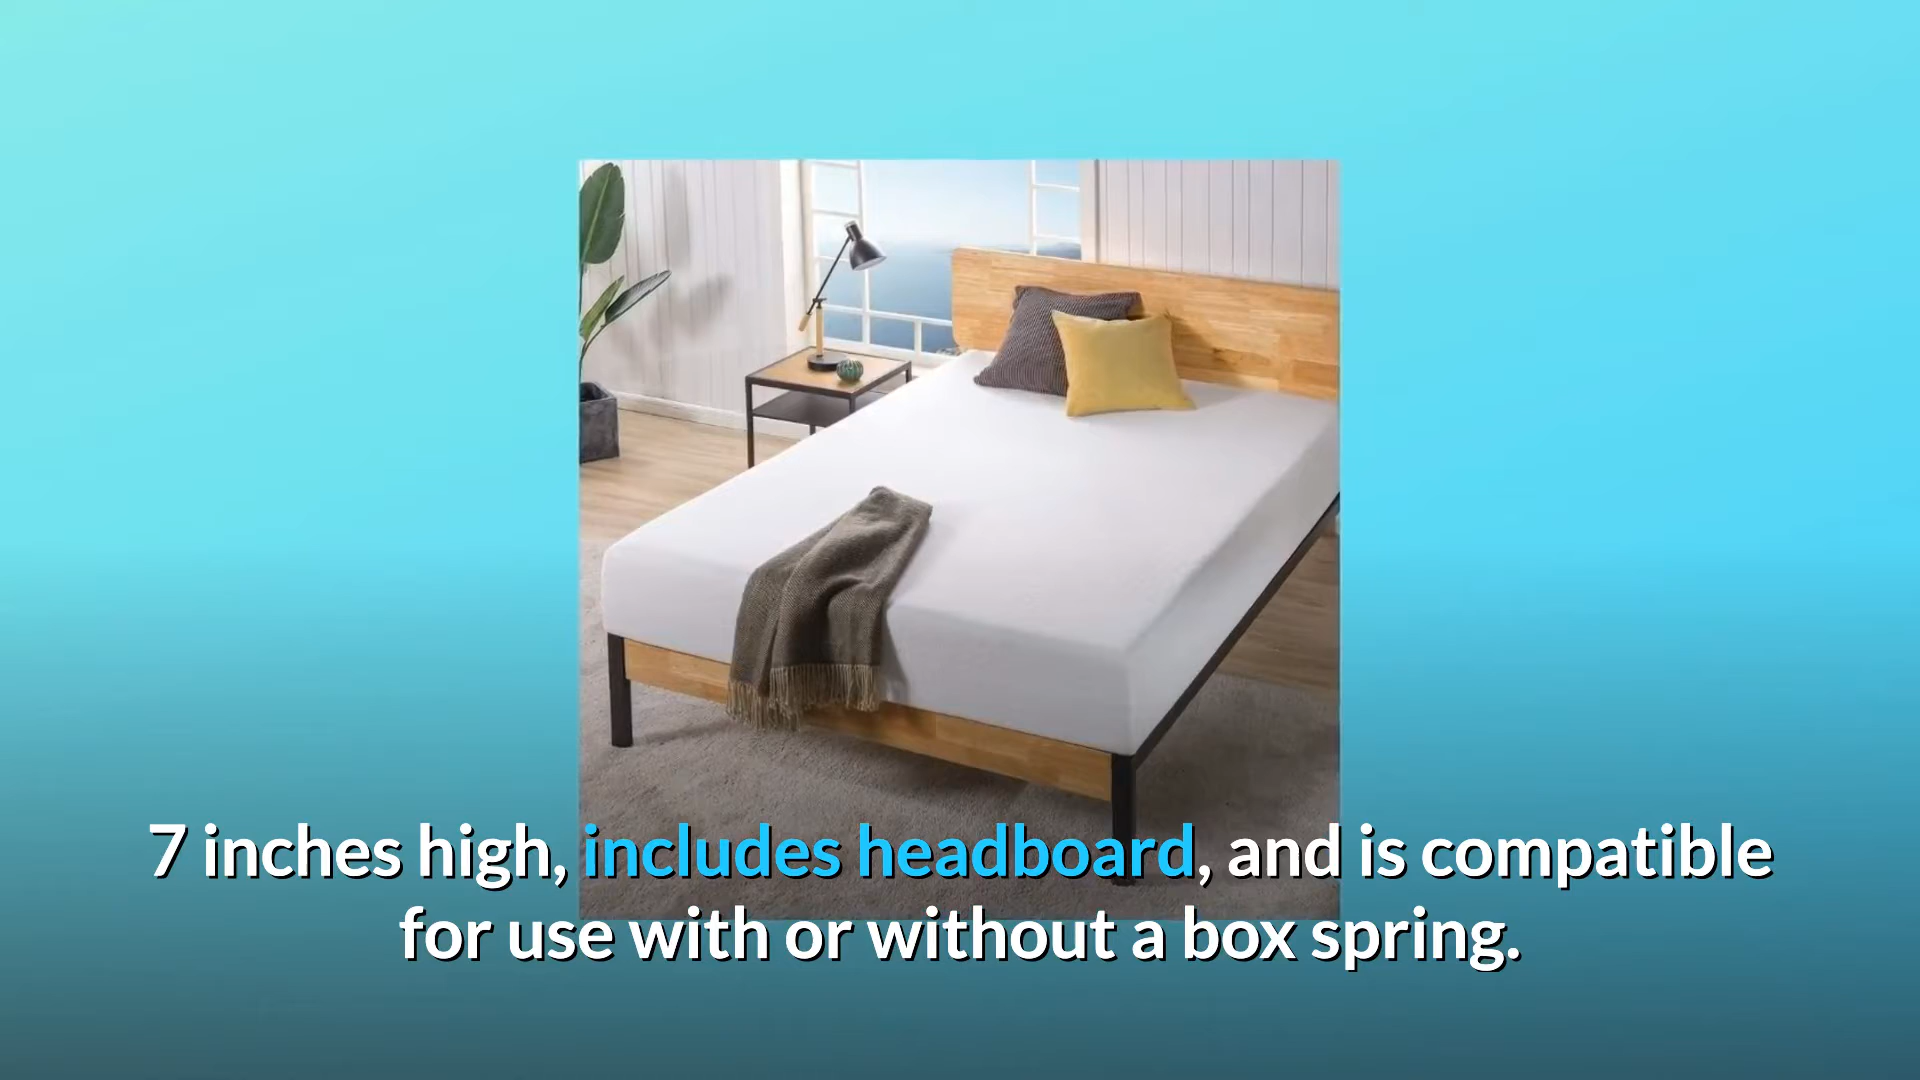 7 inches high, includes headboard, and is compatible
for use with or without a box spring.